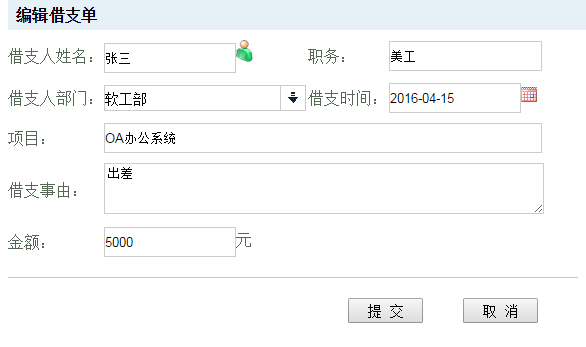 编辑借支单
借支人姓名： 张三 职务： 美工
借支人部门： 软工部 借支时间： 2016-04-15
项目： OA办公系统
借支事由： 出差
金额： 5000 元
提 交 取 消